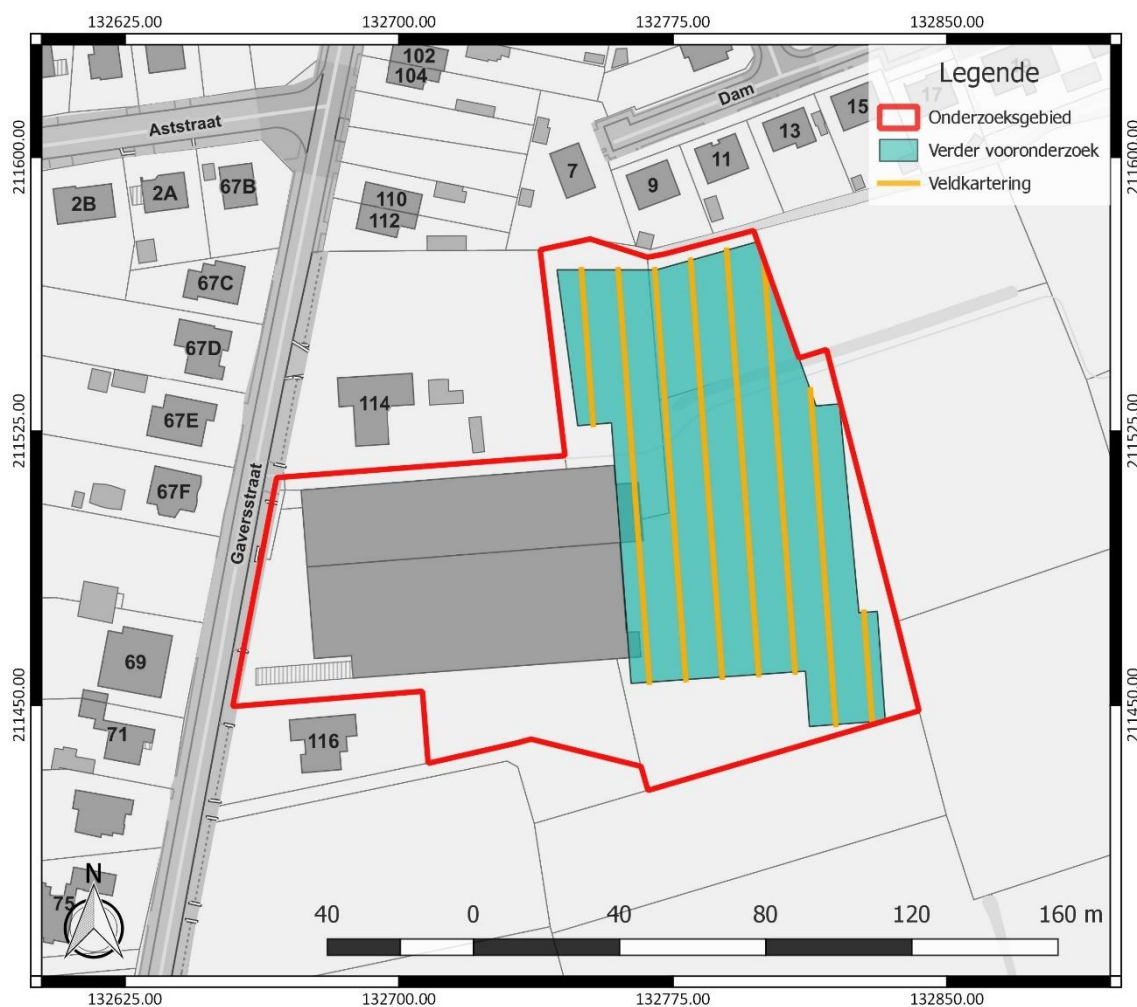 132625.00 132700.00 132775.00 132850.00
211600.00
211525.00
211450.00
211600.00
211525.00
211450.00
Legende
Onderzoeksgebied
Verder vooronderzoek
Veldkartering
102
104
Dam
15
17
13
11
9
7
Aststraat
2B
2A
67B
110
112
67C
67D
67E
67F
114
Gaversstraat
69
71
116
75
N
40 0 40 80 120 160 m
132625.00 132700.00 132775.00 132850.00